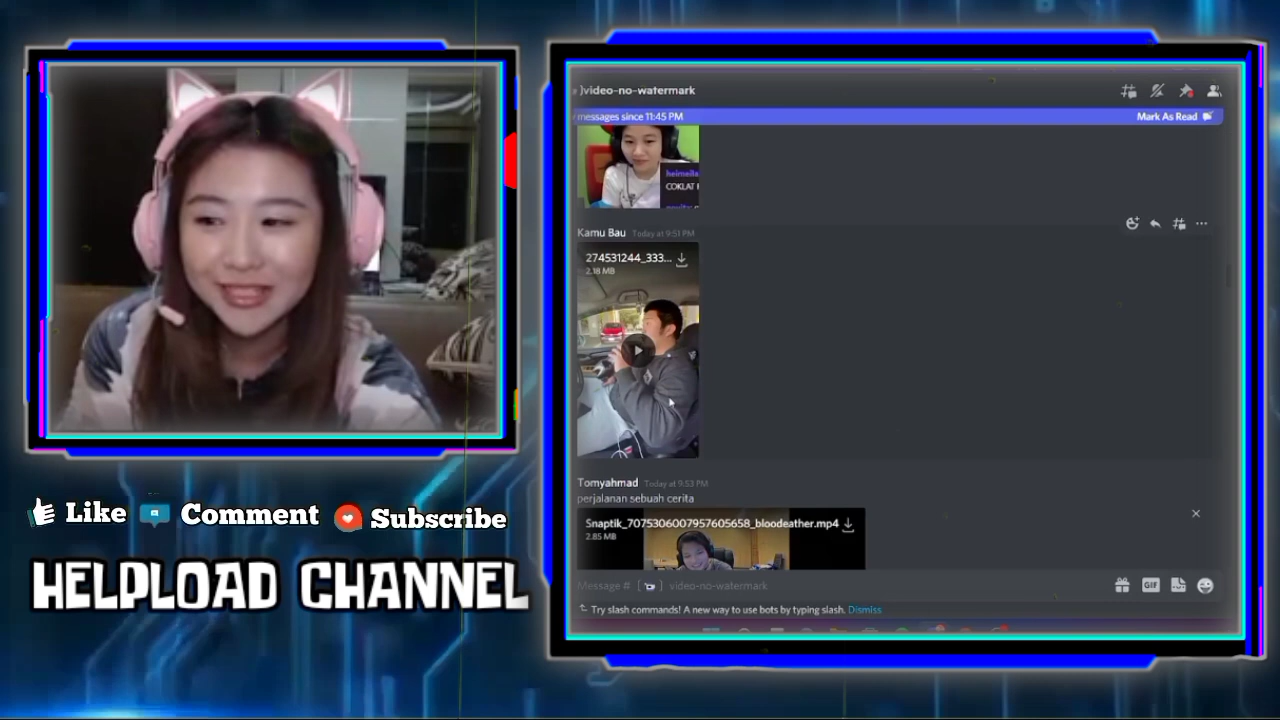 )video-no-watermark
messages since 11:45 PM
Mark As Read
heimeila
COKLAT
Kamu Bau Today at 9:51 PM
274531244_333...
2.18 MB
Tomyahmad Today at 9:53 PM
perjalanan sebuah cerita
Snaptik_7075306007957605658_bloodeather.mp4
2.85 MB
Message # [ ] video-no-watermark
GIF
Try slash commands! A new way to use bots by typing slash. Dismiss
Like Comment Subscribe
HELPLOAD CHANNEL